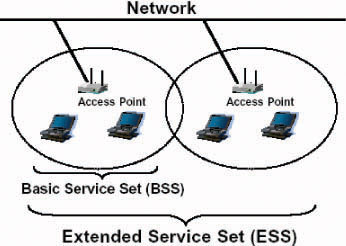 Network
Access Point
Access Point
Basic Service Set (BSS)
Extended Service Set (ESS)